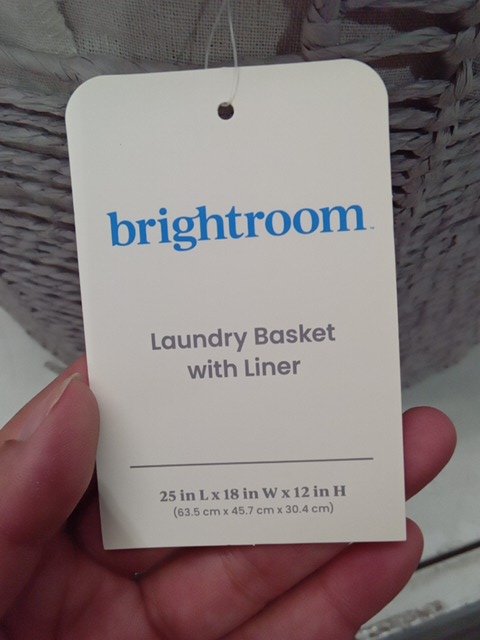 brightroom™
Laundry Basket
with Liner
25 in L x 18 in W x 12 in H
(63.5 cm x 45.7 cm x 30.4 cm)